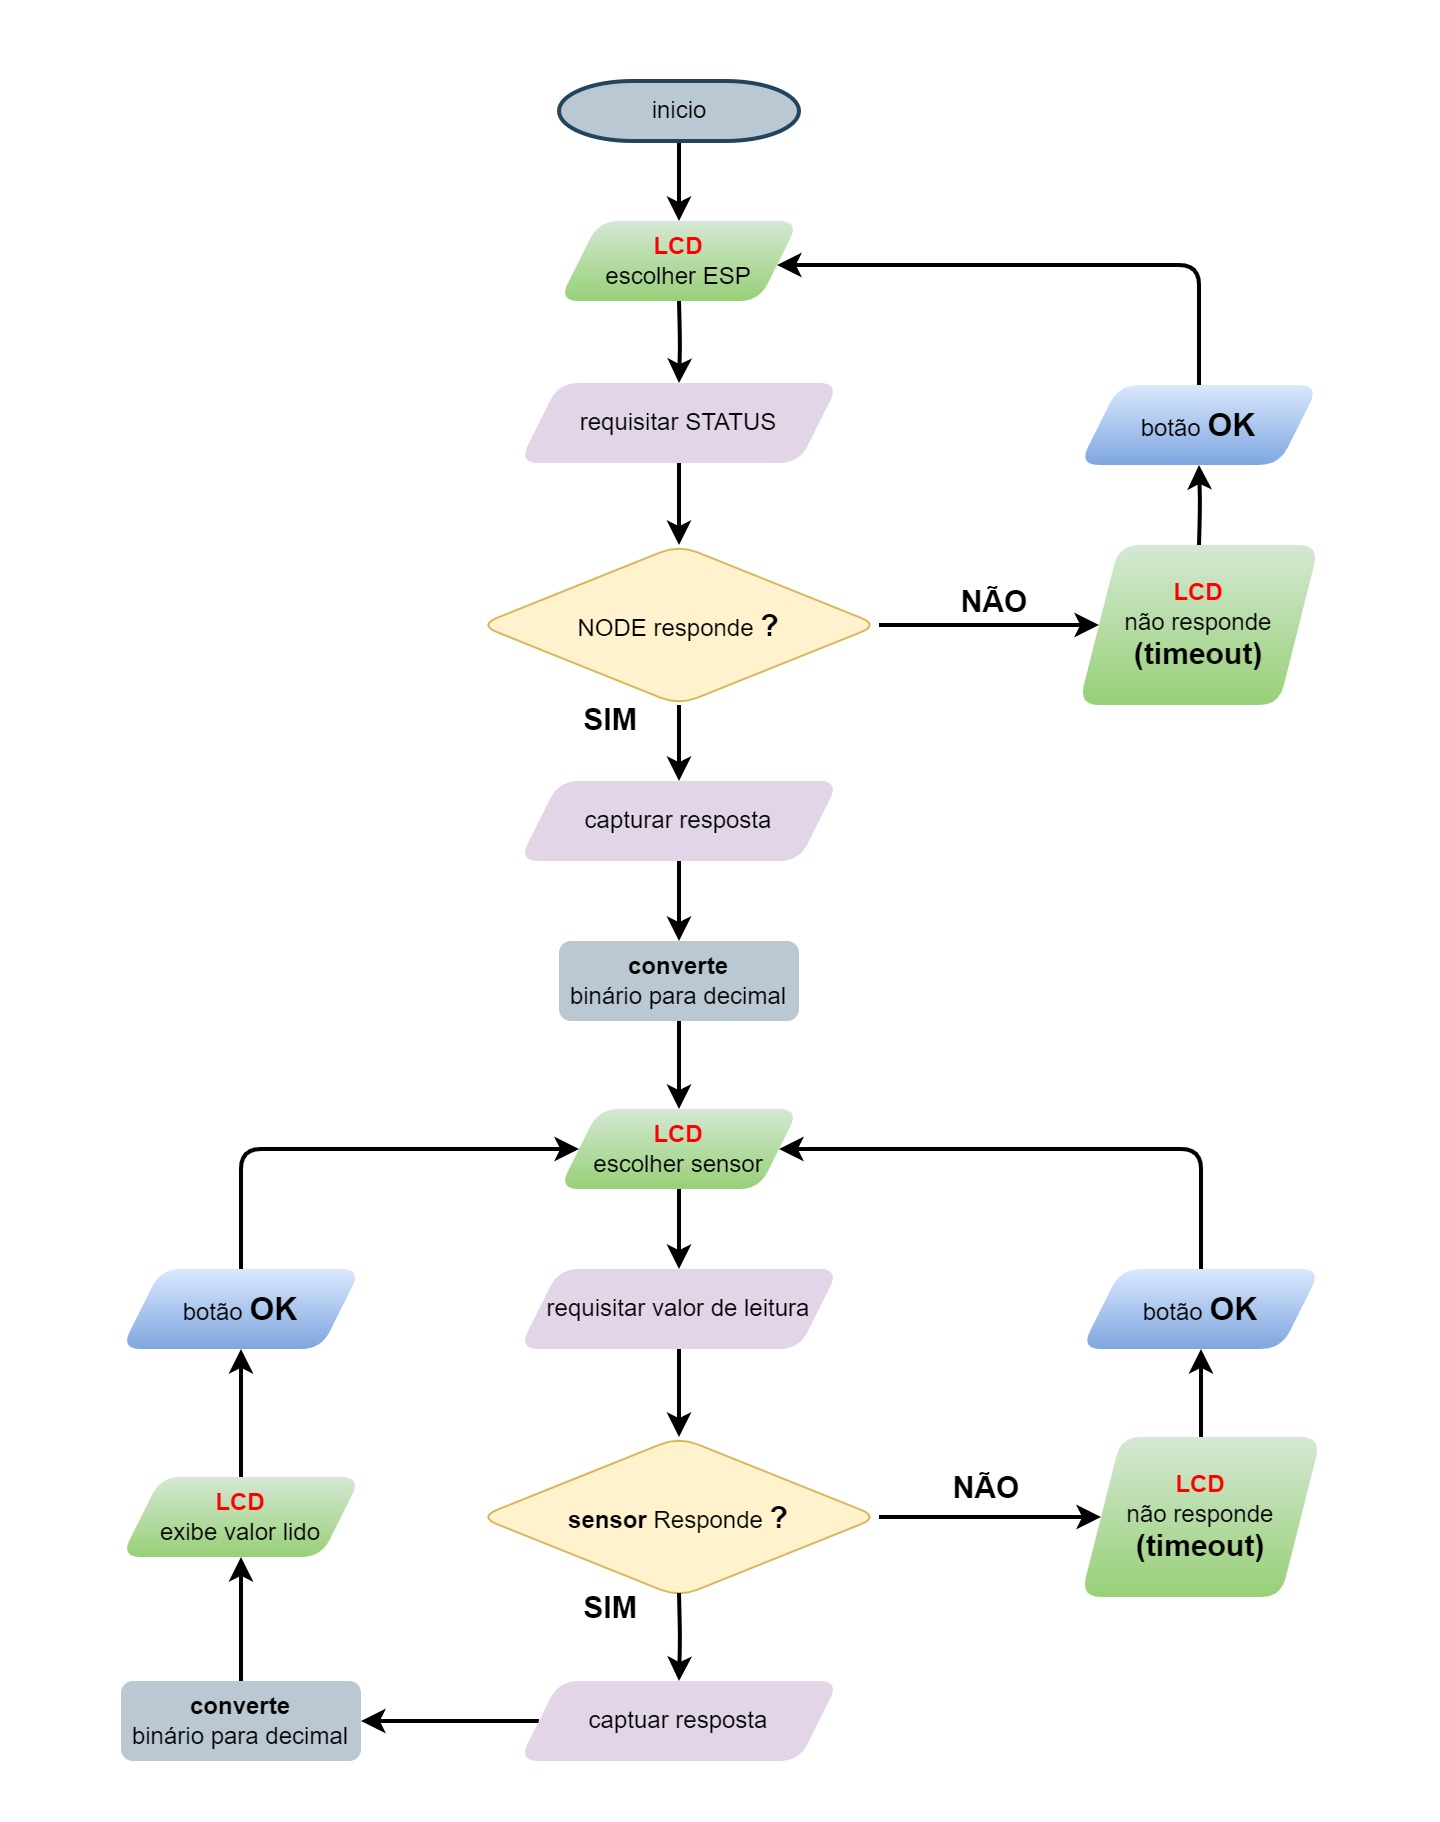 inicio
LCD
escolher ESP
requisitar STATUS
botão OK
NODE responde ?
NÃO
LCD
não responde
(timeout)
SIM
capturar resposta
converte
binário para decimal
LCD
escolher sensor
botão OK
requisitar valor de leitura
botão OK
LCD
exibe valor lido
sensor Responde ?
NÃO
LCD
não responde
(timeout)
SIM
converte
binário para decimal
captuar resposta